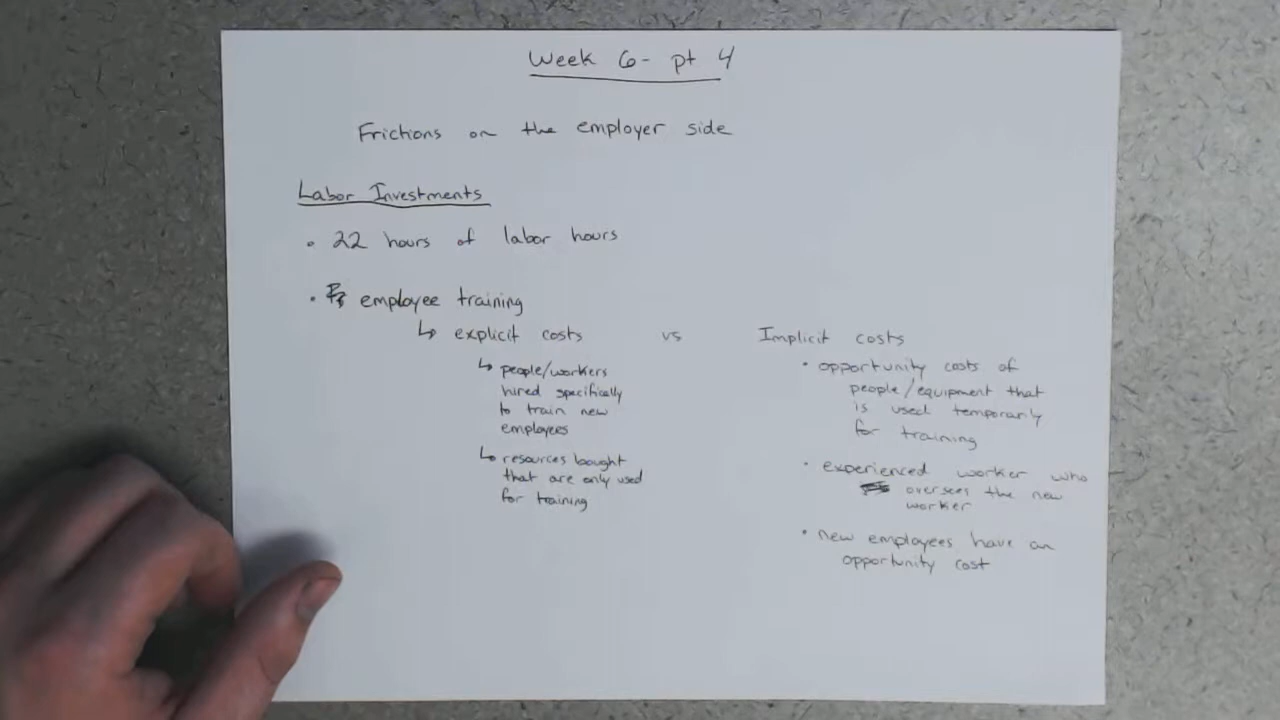 Week 6 - pt 4
Frictions on the employer side
Labor Investments
• 22 hours of labor hours
• employee training
↳ explicit costs vs Implicit costs
↳ people/workers
hired specifically
to train new
employees
↳ resources bought
that are only used
for training
• opportunity costs of
people/equipment that
is used temporarily
for training
• experienced worker who
oversees the new
worker
• new employees have an
opportunity cost